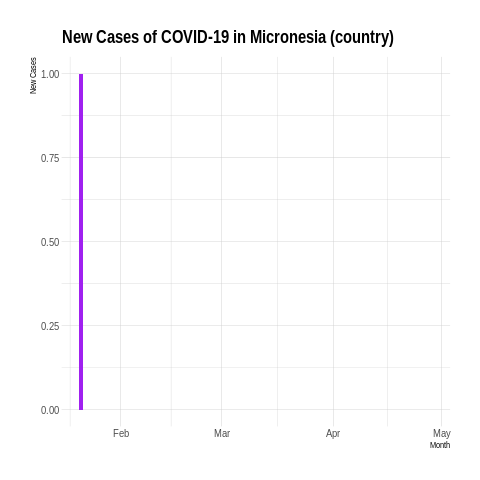 New Cases of COVID-19 in Micronesia (country)
New Cases
1.00
0.75
0.50
0.25
0.00
Feb Mar Apr May
Month